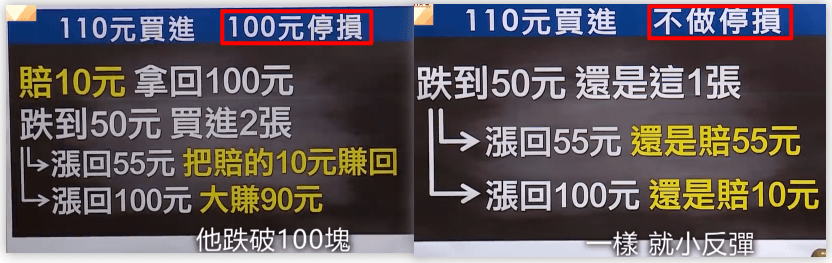 110元買進 100元停損
賠10元 拿回100元
跌到50元 買進2張
漲回55元 把賠的10元賺回
漲回100元 大賺90元
他跌破100塊
110元買進 不做停損
跌到50元 還是這1張
漲回55元 還是賠55元
漲回100元 還是賠10元
一樣 就小反彈